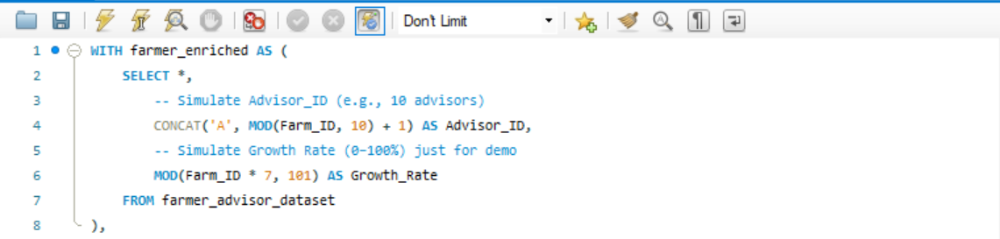 Don't Limit
1 WITH farmer_enriched AS (
2 SELECT *,
3 -- Simulate Advisor_ID (e.g., 10 advisors)
4 CONCAT('A', MOD(Farm_ID, 10) + 1) AS Advisor_ID,
5 -- Simulate Growth Rate (0–100%) just for demo
6 MOD(Farm_ID * 7, 101) AS Growth_Rate
7 FROM farmer_advisor_dataset
8 ),